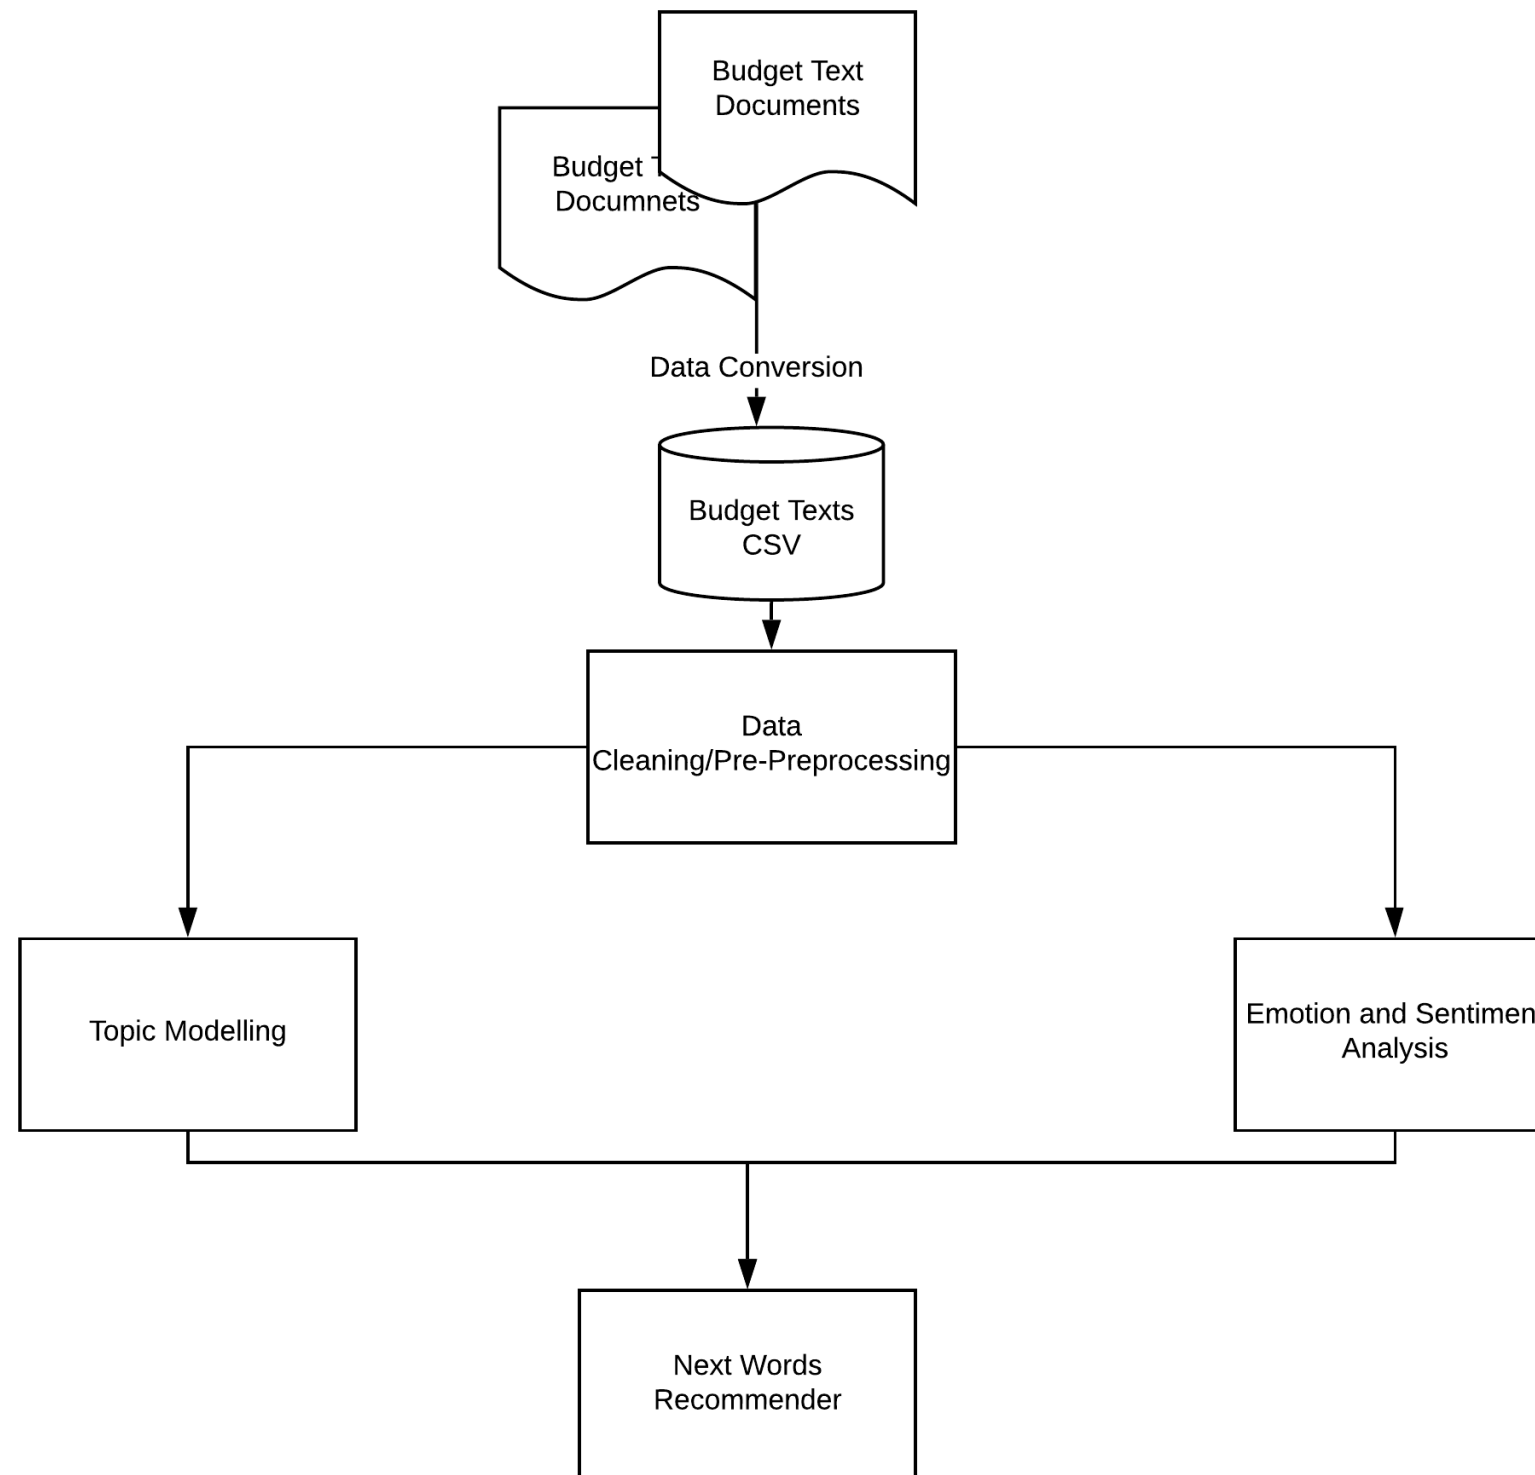 Budget Text
Documents
Budget
Documnets
Data Conversion
Budget Texts
CSV
Data
Cleaning/Pre-Preprocessing
Topic Modelling
Emotion and Sentimen
Analysis
Next Words
Recommender